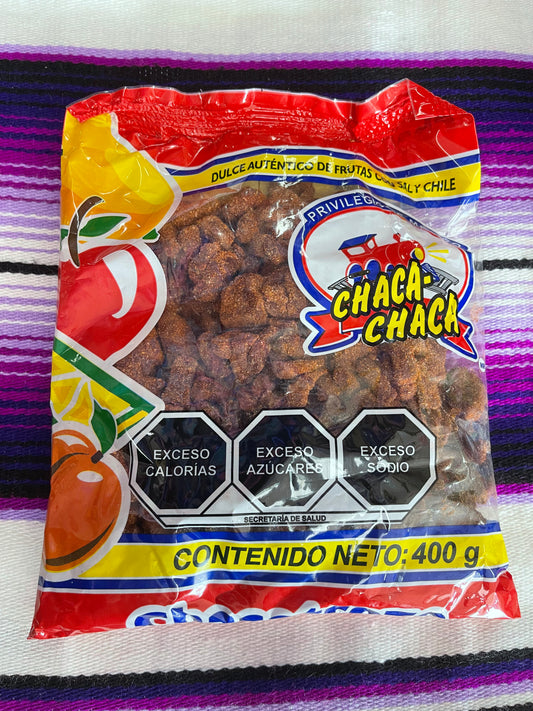 DULCE AUTÉNTICO DE FRUTAS CON SAL Y CHILE
CHACA-
CHACA
EXCESO
CALORÍAS
EXCESO
AZÚCARES
EXCESO
SODIO
SECRETARÍA DE SALUD
CONTENIDO NETO: 400 g